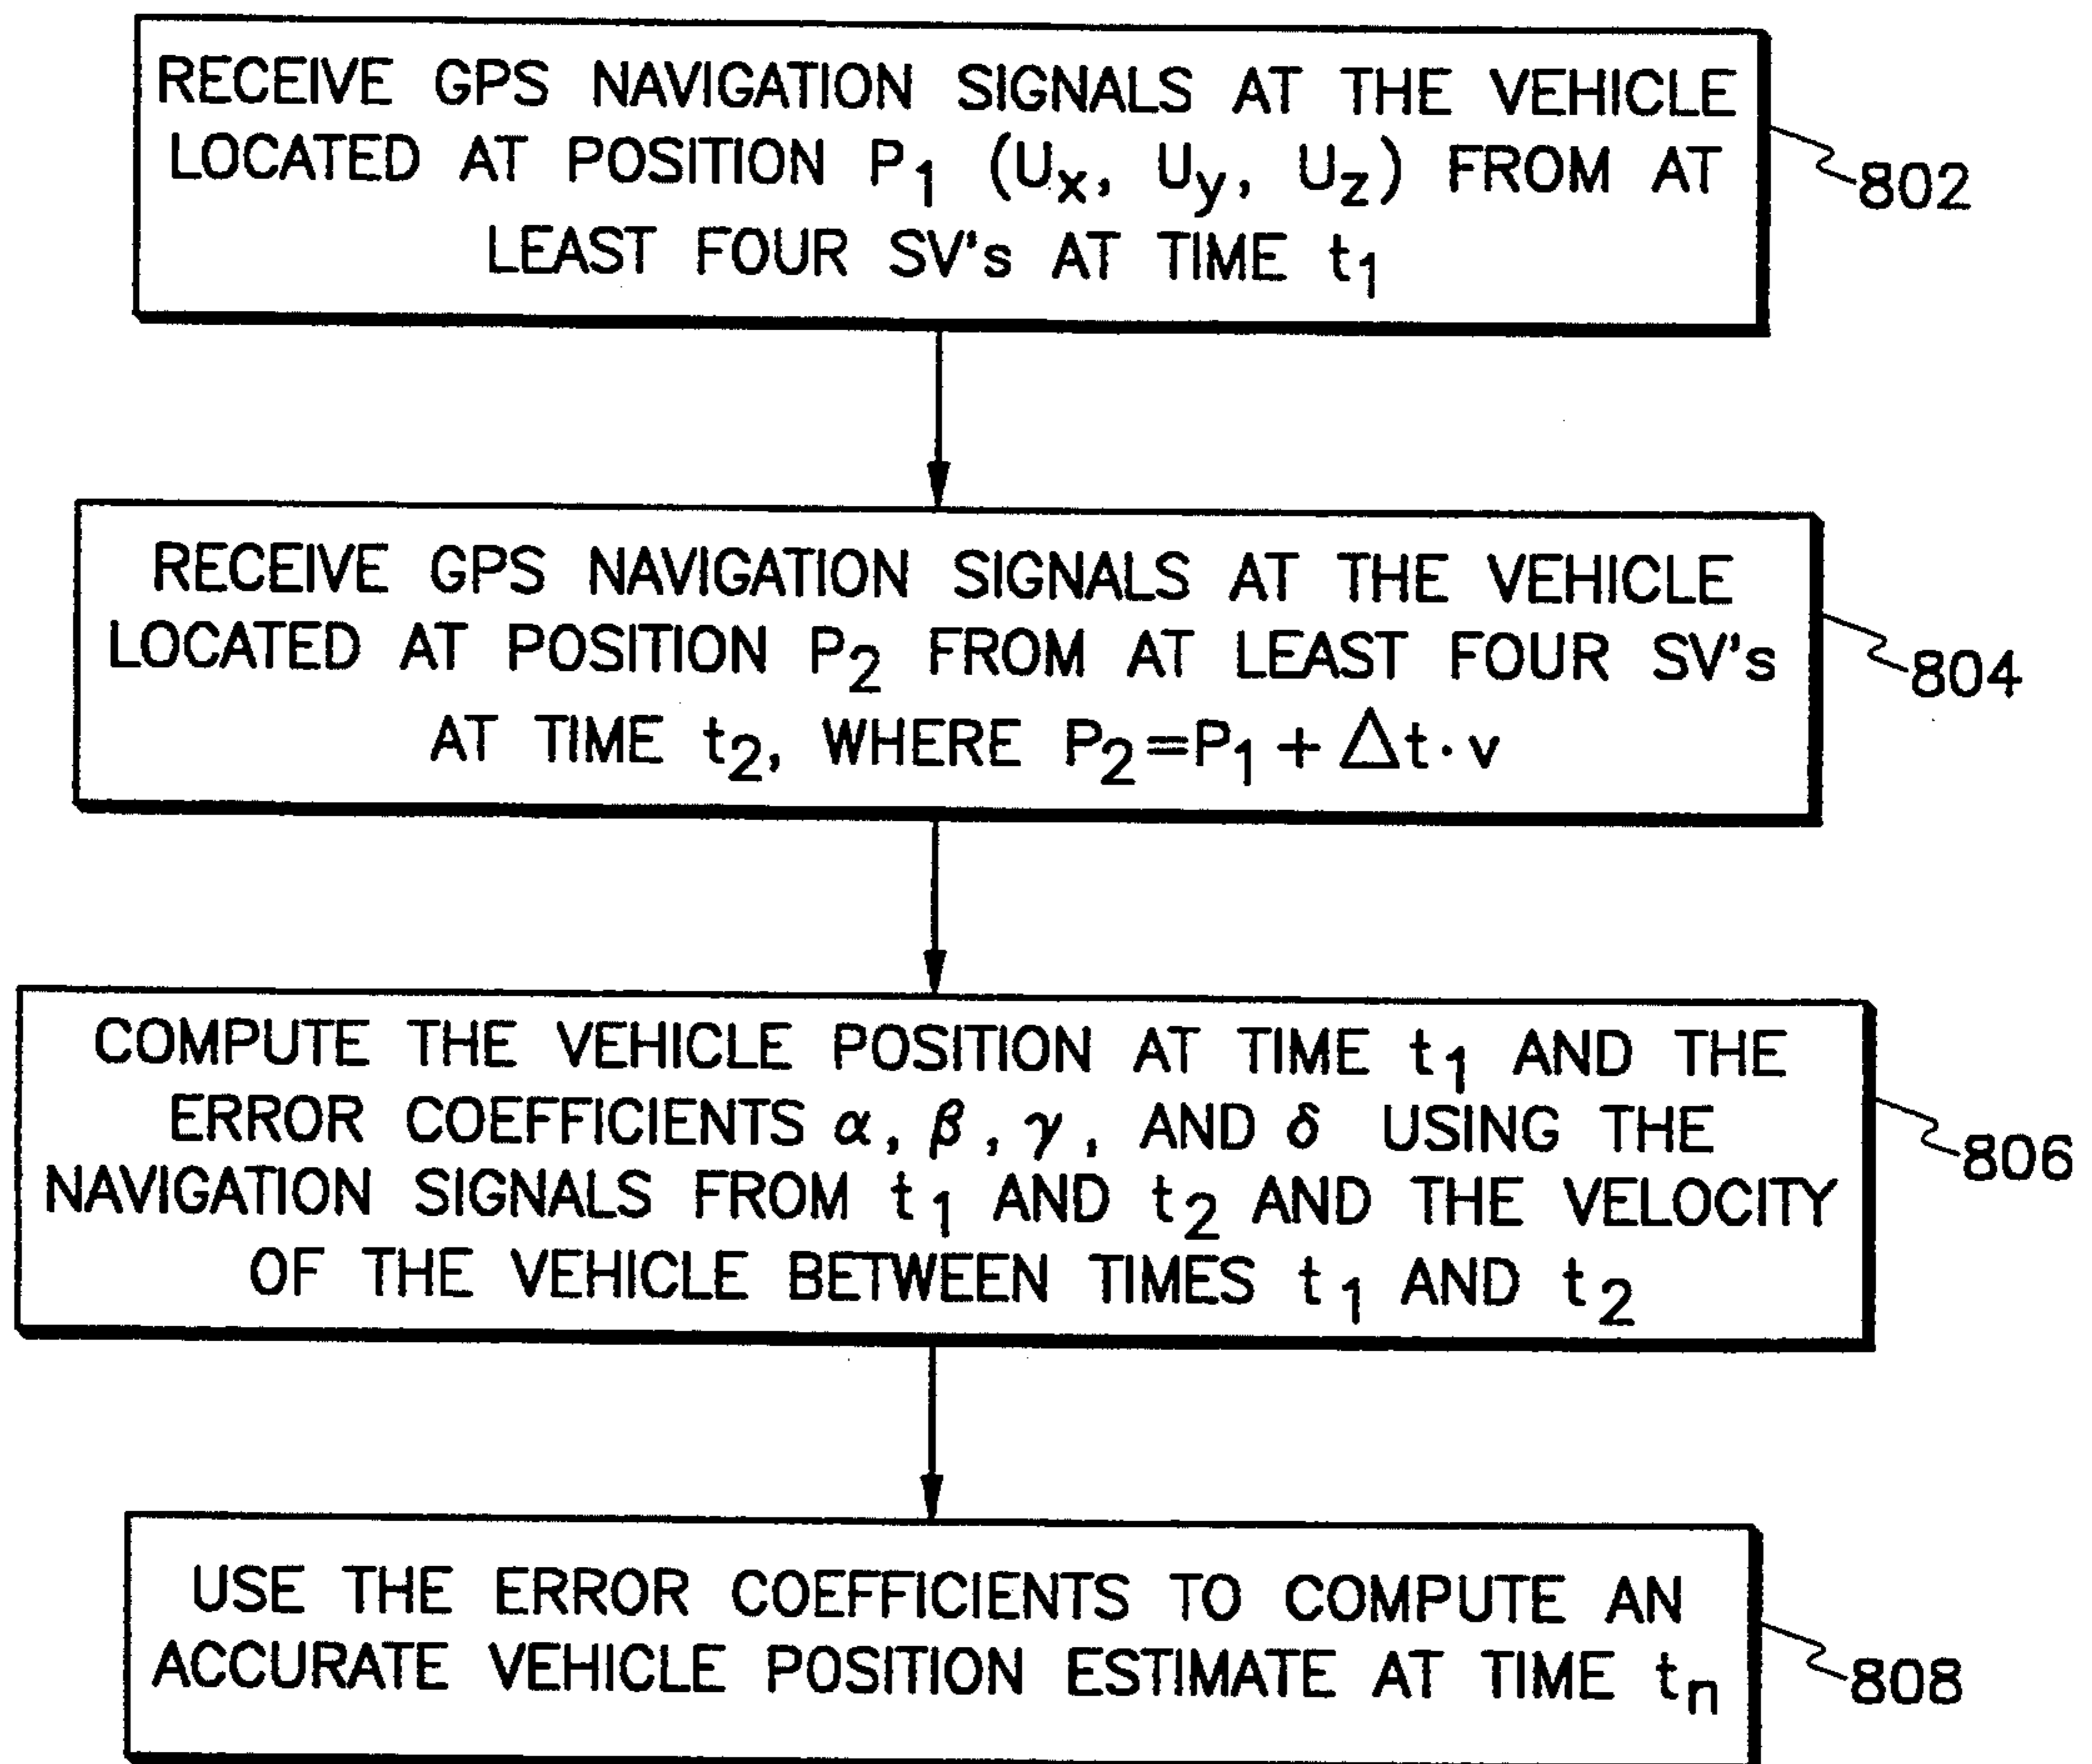 RECEIVE GPS NAVIGATION SIGNALS AT THE VEHICLE
LOCATED AT POSITION P₁ (Uₓ, Uᵧ, U_z) FROM AT
LEAST FOUR SV's AT TIME t₁
802
RECEIVE GPS NAVIGATION SIGNALS AT THE VEHICLE
LOCATED AT POSITION P₂ FROM AT LEAST FOUR SV's
AT TIME t₂, WHERE P₂=P₁+Δt·v
804
COMPUTE THE VEHICLE POSITION AT TIME t₁ AND THE
ERROR COEFFICIENTS α, β, γ, AND δ USING THE
NAVIGATION SIGNALS FROM t₁ AND t₂ AND THE VELOCITY
OF THE VEHICLE BETWEEN TIMES t₁ AND t₂
806
USE THE ERROR COEFFICIENTS TO COMPUTE AN
ACCURATE VEHICLE POSITION ESTIMATE AT TIME tₙ
808